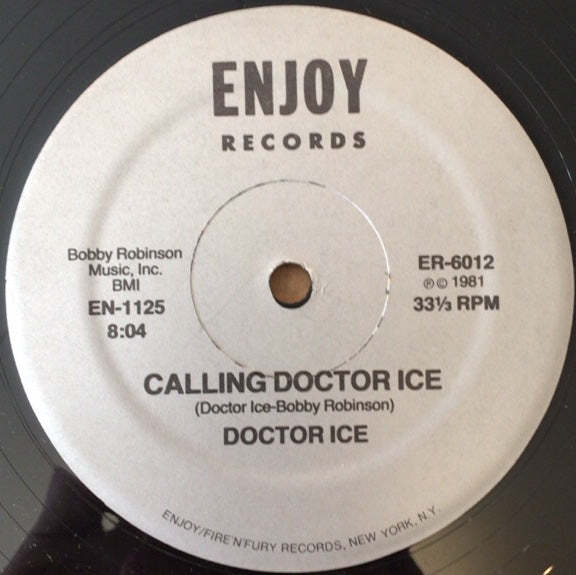 ENJOY
RECORDS
Bobby Robinson
Music, Inc.
BMI
EN-1125
8:04
ER-6012
℗© 1981
33⅓ RPM
CALLING DOCTOR ICE
(Doctor Ice-Bobby Robinson)
DOCTOR ICE
ENJOY/FIRE'N'FURY RECORDS, NEW YORK, N.Y.